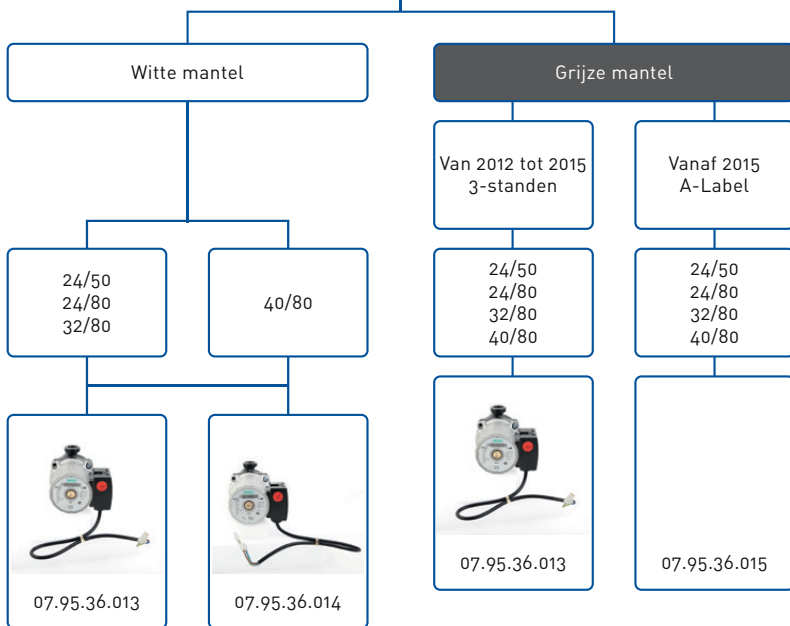 Witte mantel
Grijze mantel
Van 2012 tot 2015
3-standen
Vanaf 2015
A-Label
24/50
24/80
32/80
40/80
24/50
24/80
32/80
40/80
24/50
24/80
32/80
40/80
07.95.36.013
07.95.36.014
07.95.36.013
07.95.36.015